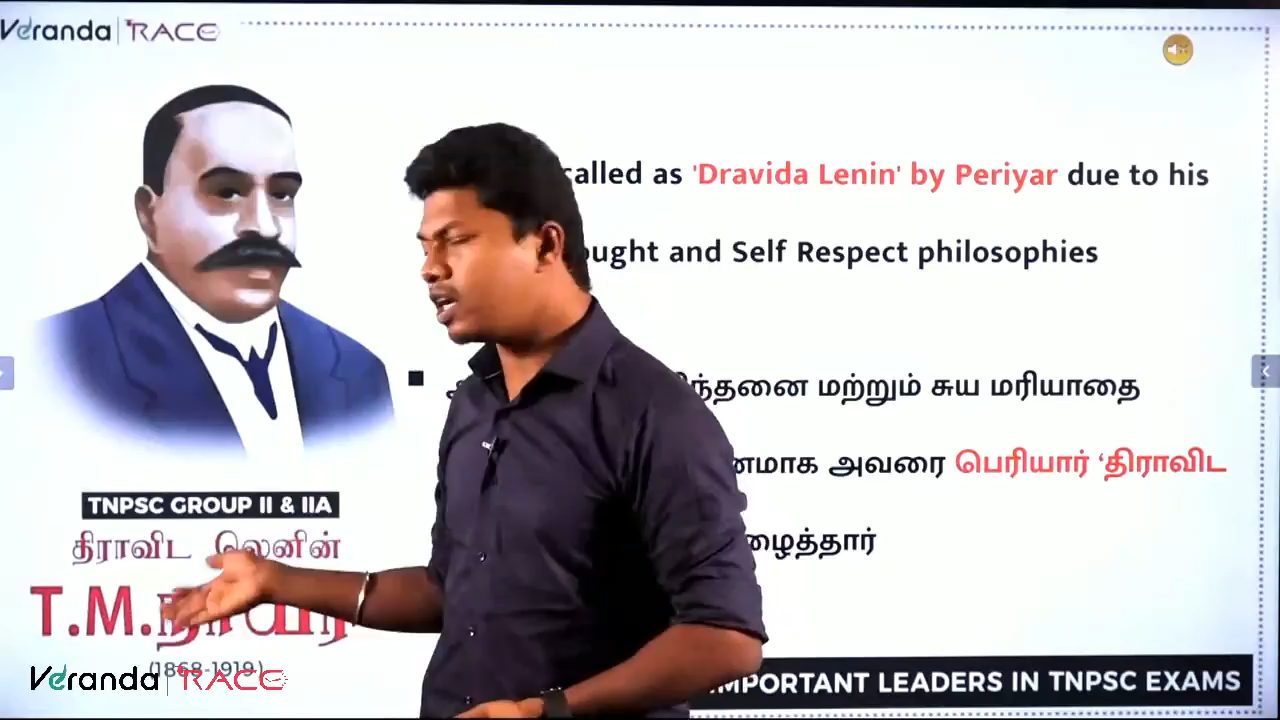 Veranda RACE
called as 'Dravida Lenin' by Periyar due to his
ought and Self Respect philosophies
ந்தனை மற்றும் சுய மரியாதை
னமாக அவரை பெரியார் ‘திராவிட
ழைத்தார்
TNPSC GROUP II & IIA
திராவிட லெனின்
T.M.
(1868-1919)
Veranda RACE
IMPORTANT LEADERS IN TNPSC EXAMS